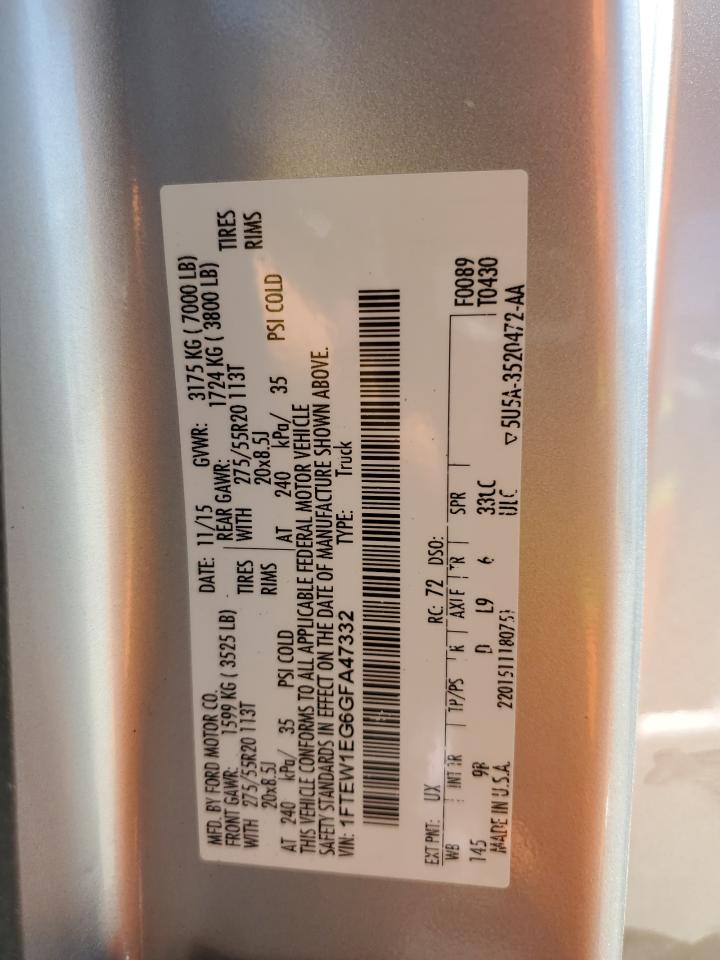 MFD. BY FORD MOTOR CO. DATE: 11/15 GVWR: 3175 KG ( 7000 LB)
FRONT GAWR: 1599 KG ( 3525 LB) REAR GAWR: 1724 KG ( 3800 LB)
WITH 275/55R20 113T TIRES WITH 275/55R20 113T TIRES
20x8.5J RIMS 20x8.5J RIMS
AT 240 kPa/ 35 PSI COLD AT 240 kPa/ 35 PSI COLD
THIS VEHICLE CONFORMS TO ALL APPLICABLE FEDERAL MOTOR VEHICLE
SAFETY STANDARDS IN EFFECT ON THE DATE OF MANUFACTURE SHOWN ABOVE.
VIN: 1FTEW1EG6GFA47332 TYPE: Truck
EXT PNT: UX RC: 72 DSO: F0089
WB INT TR TP/PS R AXLE TR SPR T0430
145 D L9 6
MADE IN U.S.A. ▽5U5A-3520472-AA